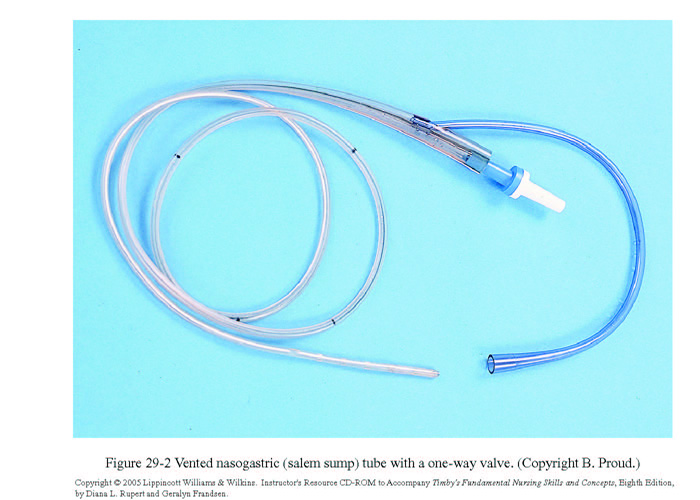 Figure 29-2 Vented nasogastric (salem sump) tube with a one-way valve. (Copyright B. Proud.)
Copyright © 2005 Lippincott Williams & Wilkins. Instructor's Resource CD-ROM to Accompany Timby's Fundamental Nursing Skills and Concepts, Eighth Edition,
by Diana L. Rupert and Geralyn Frandsen.